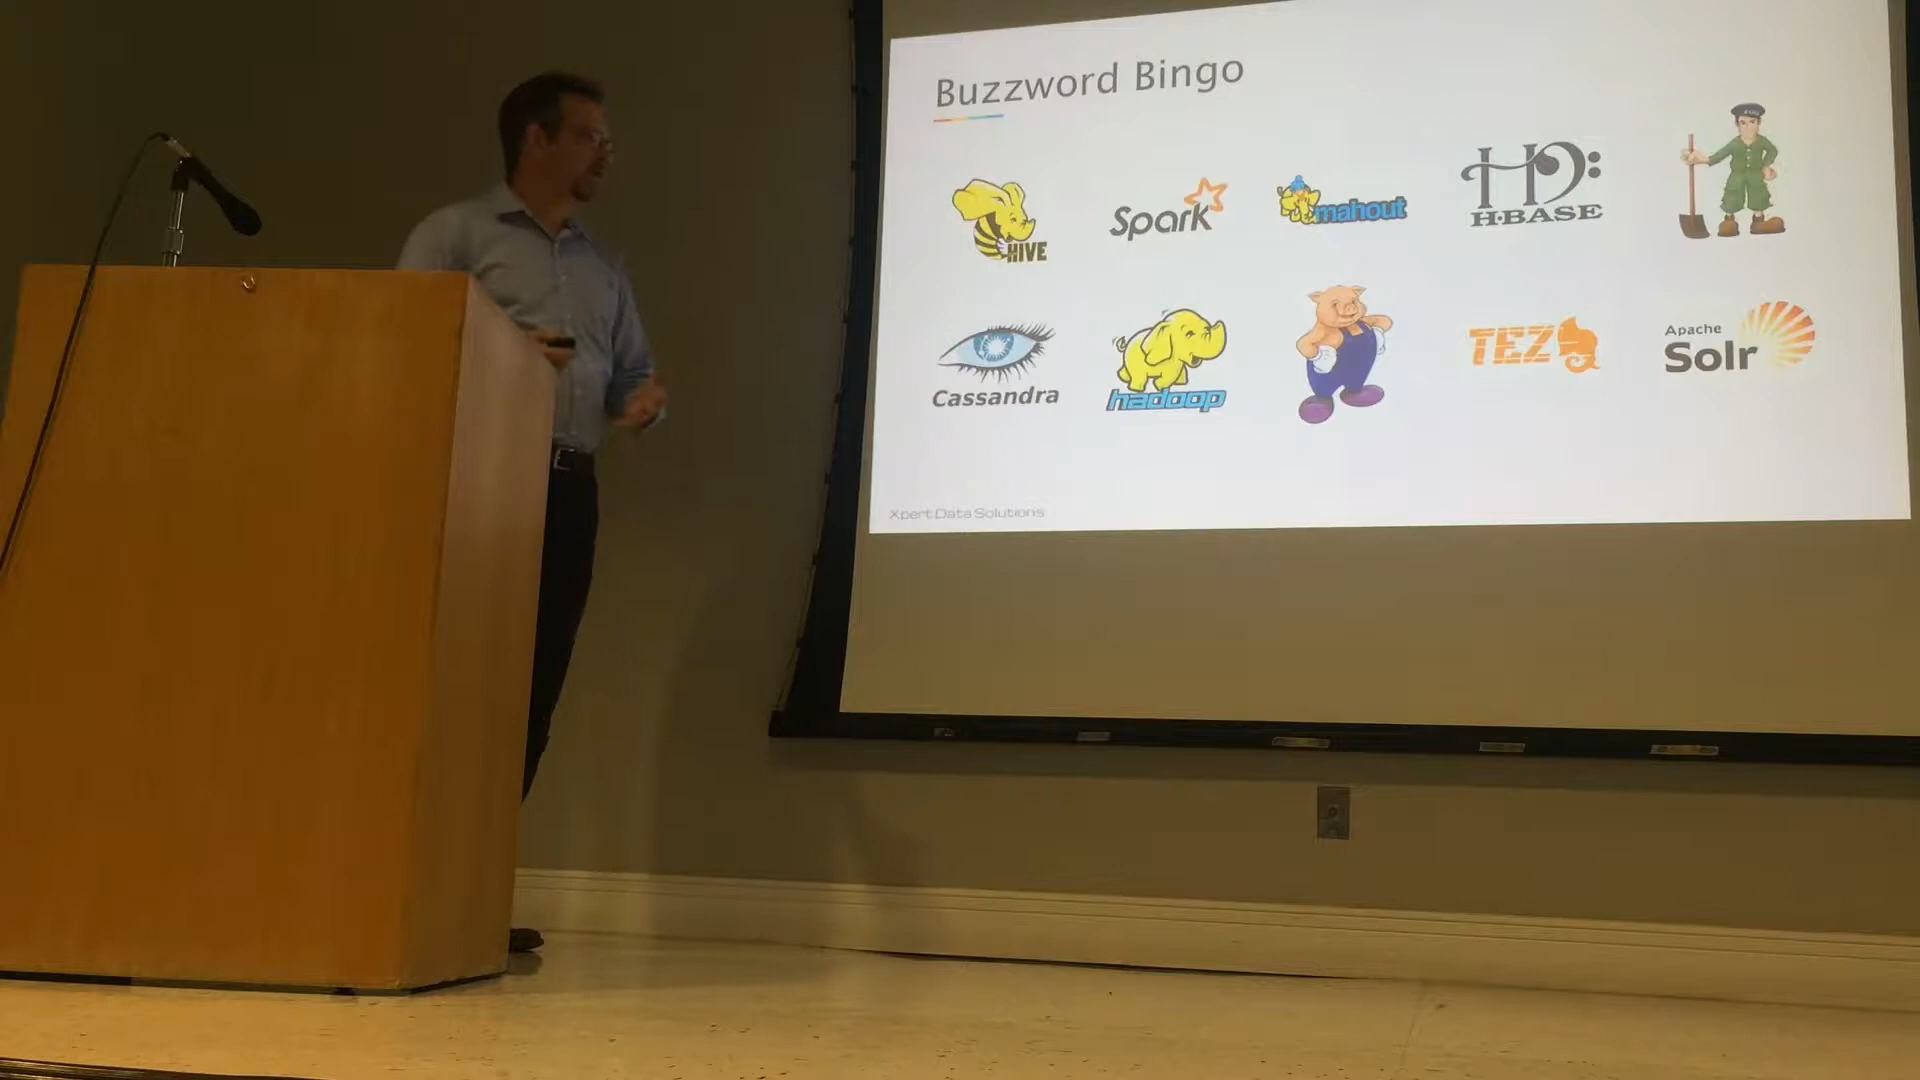 Buzzword Bingo
HIVE
Spark
mahout
H
H·BASE
Cassandra
hadoop
TEZ
Apache
Solr
Xpert Data Solutions